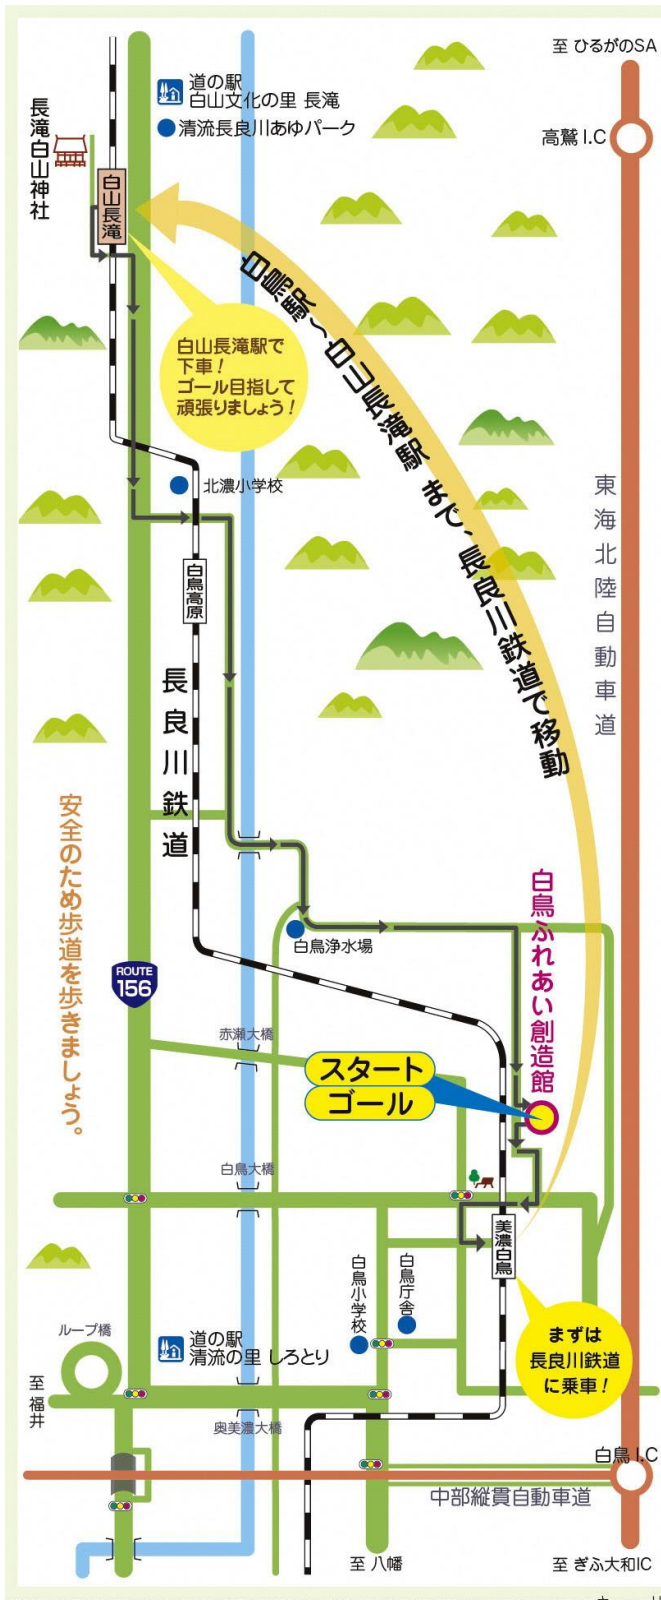 至 ひるがのSA
道の駅
白山文化の里 長滝
清流長良川あゆパーク
高鷲 I.C
長滝白山神社
白山長滝
白鳥駅〜白山長滝駅 まで、長良川鉄道で移動
白山長滝駅で
下車!
ゴール目指して
頑張りましょう!
北濃小学校
東海北陸自動車道
白鳥高原
長良川鉄道
安全のため歩道を歩きましょう。
白鳥ふれあい創造館
白鳥浄水場
ROUTE
156
赤瀬大橋
スタート
ゴール
白鳥大橋
美濃白鳥
白鳥小学校
白鳥庁舎
ループ橋
道の駅
清流の里 しろとり
まずは
長良川鉄道
に乗車!
至福井
奥美濃大橋
白鳥 I.C
中部縦貫自動車道
至 八幡
至 ぎふ大和IC